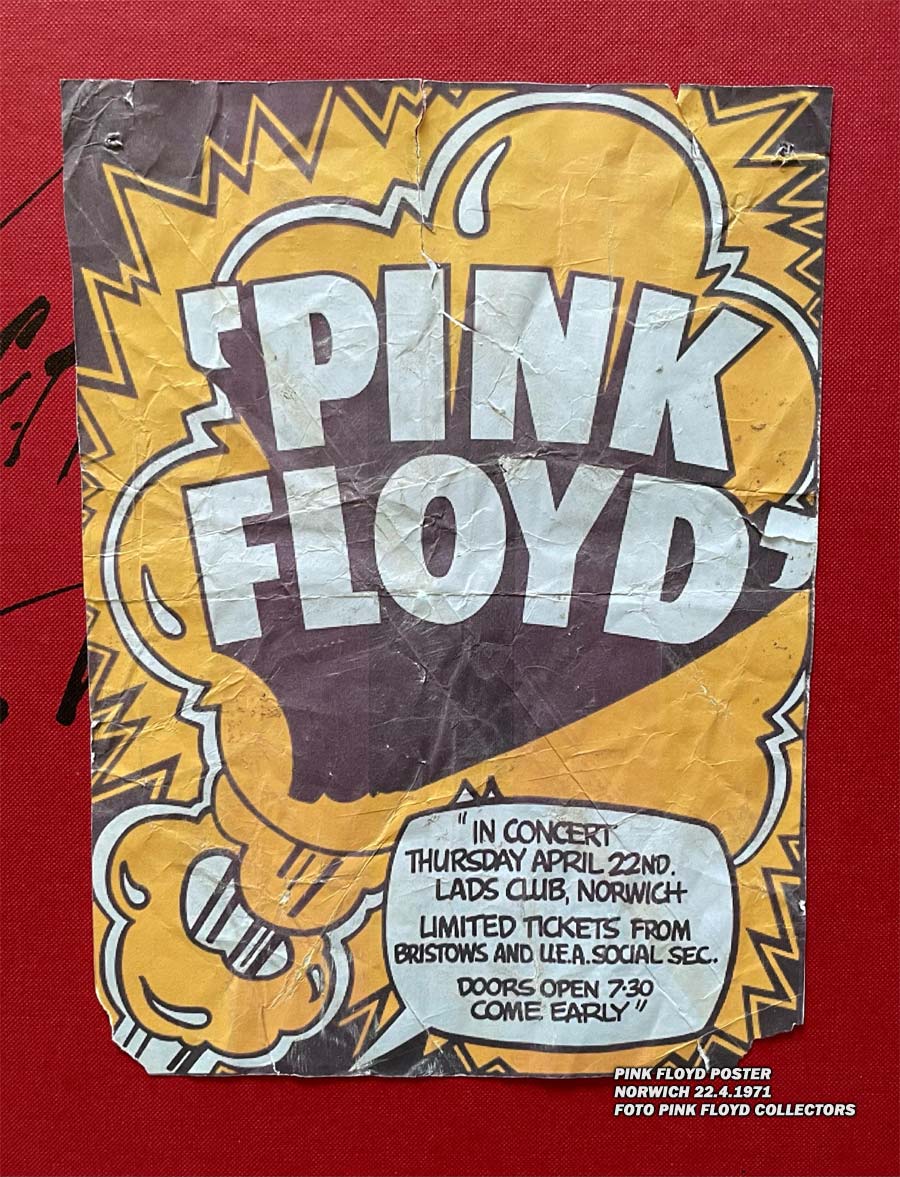 'PINK
FLOYD'
"IN CONCERT
THURSDAY APRIL 22ND.
LADS CLUB, NORWICH
LIMITED TICKETS FROM
BRISTOWS AND U.E.A. SOCIAL SEC.
DOORS OPEN 7·30
COME EARLY"
PINK FLOYD POSTER
NORWICH 22.4.1971
FOTO PINK FLOYD COLLECTORS